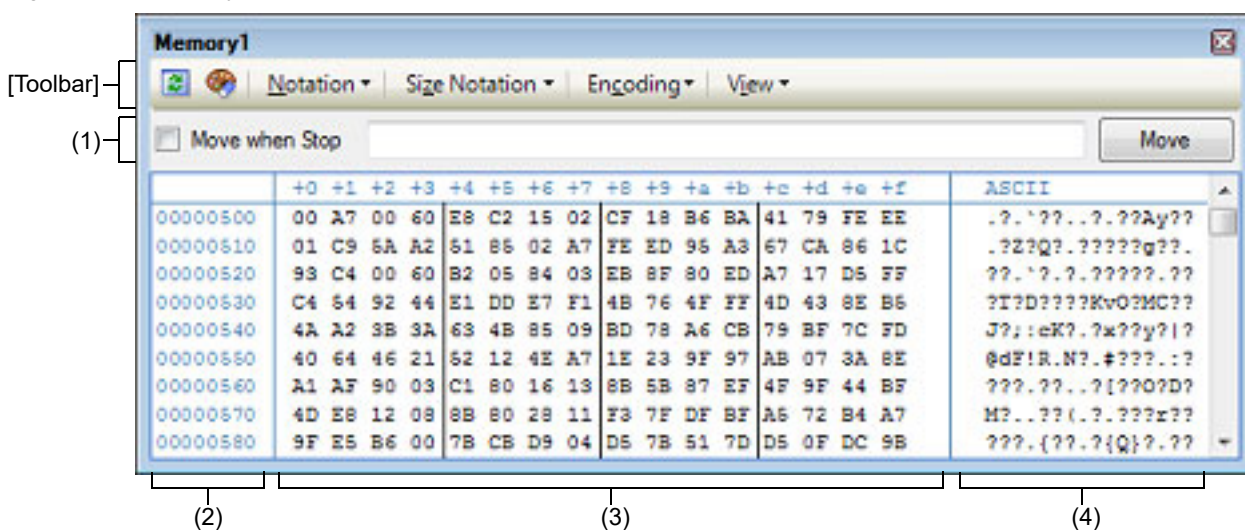 Memory1
[Toolbar] Notation Size Notation Encoding View
(1) Move when Stop Move
+0 +1 +2 +3 +4 +5 +6 +7 +8 +9 +a +b +c +d +e +f ASCII
00000500 00 A7 00 60 E8 C2 15 02 CF 18 B6 BA 41 79 FE EE .?.`??..?.??Ay??
00000510 01 C9 5A A2 51 85 02 A7 FE ED 95 A3 67 CA 86 1C .?Z?Q?.?????g??.
00000520 93 C4 00 60 B2 05 84 03 EB 8F 80 ED A7 17 D5 FF ??.`?.?.?????.??
00000530 C4 54 92 44 E1 DD E7 F1 4B 76 4F FF 4D 43 8E B5 ?T?D????KvO?MC??
00000540 4A A2 3B 3A 63 4B 85 09 BD 78 A6 CB 79 BF 7C FD J?;:cK?.?x??y?|?
00000550 40 64 46 21 52 12 4E A7 1E 23 9F 97 AB 07 3A 8E @dF!R.N?.#???.:?
00000560 A1 AF 90 03 C1 80 16 13 8B 5B 87 EF 4F 9F 44 BF ???.??..?[??O?D?
00000570 4D E8 12 08 8B 80 28 11 F3 7F DF BF A5 72 B4 A7 M?..??(.?.???r??
00000580 9F E5 B6 00 7B CB D9 04 D5 7B 51 7D D5 0F DC 9B ???.{??.?{Q}?.??
(2) (3) (4)